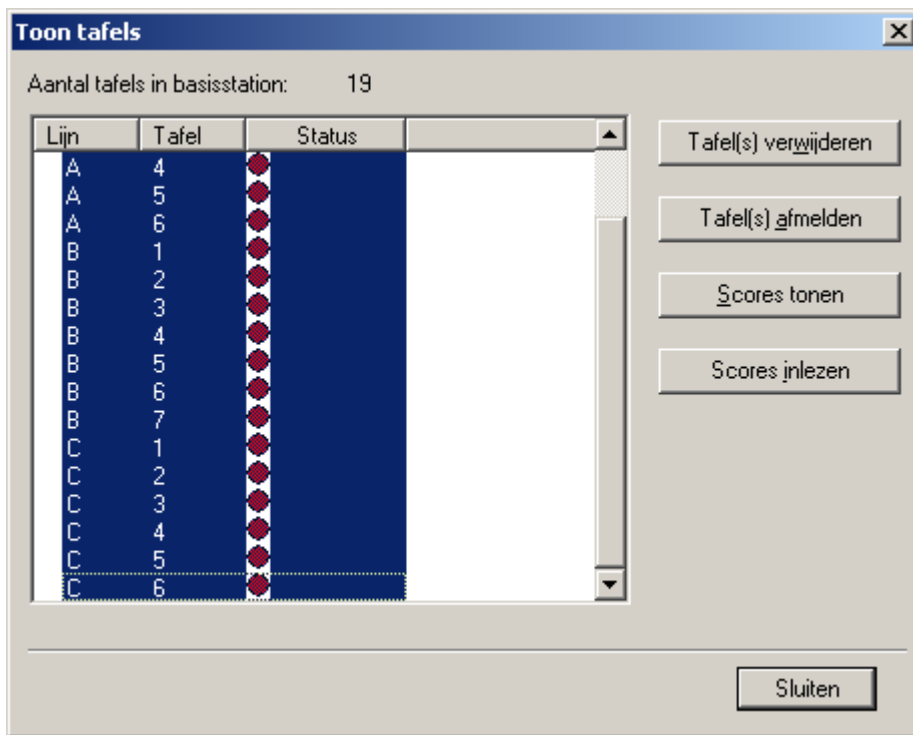 Toon tafels
Aantal tafels in basisstation: 19
Lijn Tafel Status
A 4
A 5
A 6
B 1
B 2
B 3
B 4
B 5
B 6
B 7
C 1
C 2
C 3
C 4
C 5
C 6
Tafel(s) verwijderen
Tafel(s) afmelden
Scores tonen
Scores inlezen
Sluiten